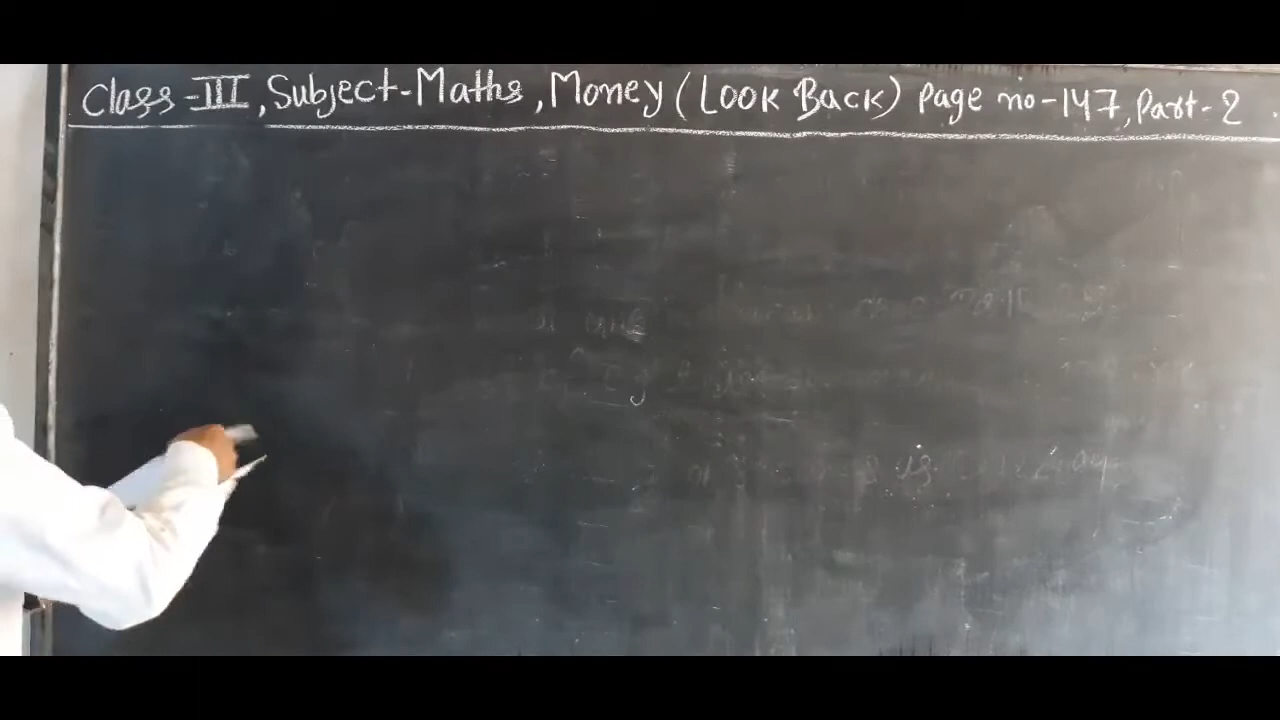 Class-III, Subject-Maths, Money (Look Back) Page no-147, Part-2.